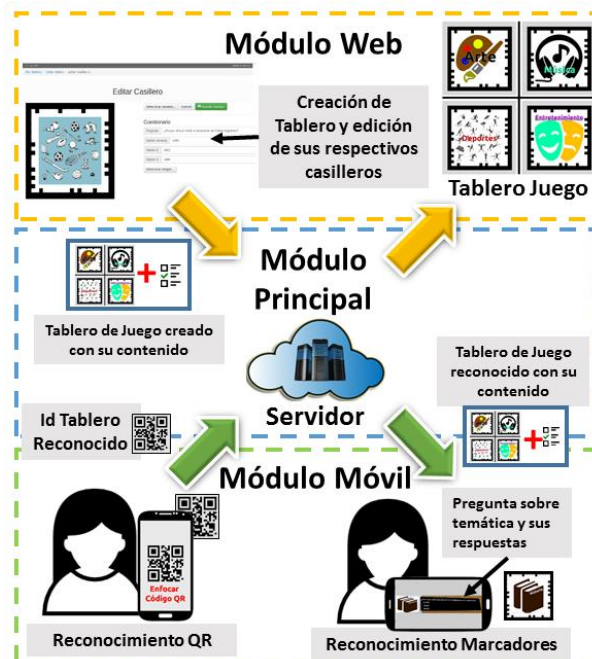 Módulo Web
Editar Casillero
Cuestionario
Creación de
Tablero y edición
de sus respectivos
casilleros
Arte
Música
Deportes
Entretenimiento
Tablero Juego
Módulo
Principal
Tablero de Juego creado
con su contenido
Servidor
Tablero de Juego
reconocido con su
contenido
Id Tablero
Reconocido
Módulo Móvil
Enfocar
Código QR
Reconocimiento QR
Pregunta sobre
temática y sus
respuestas
Reconocimiento Marcadores